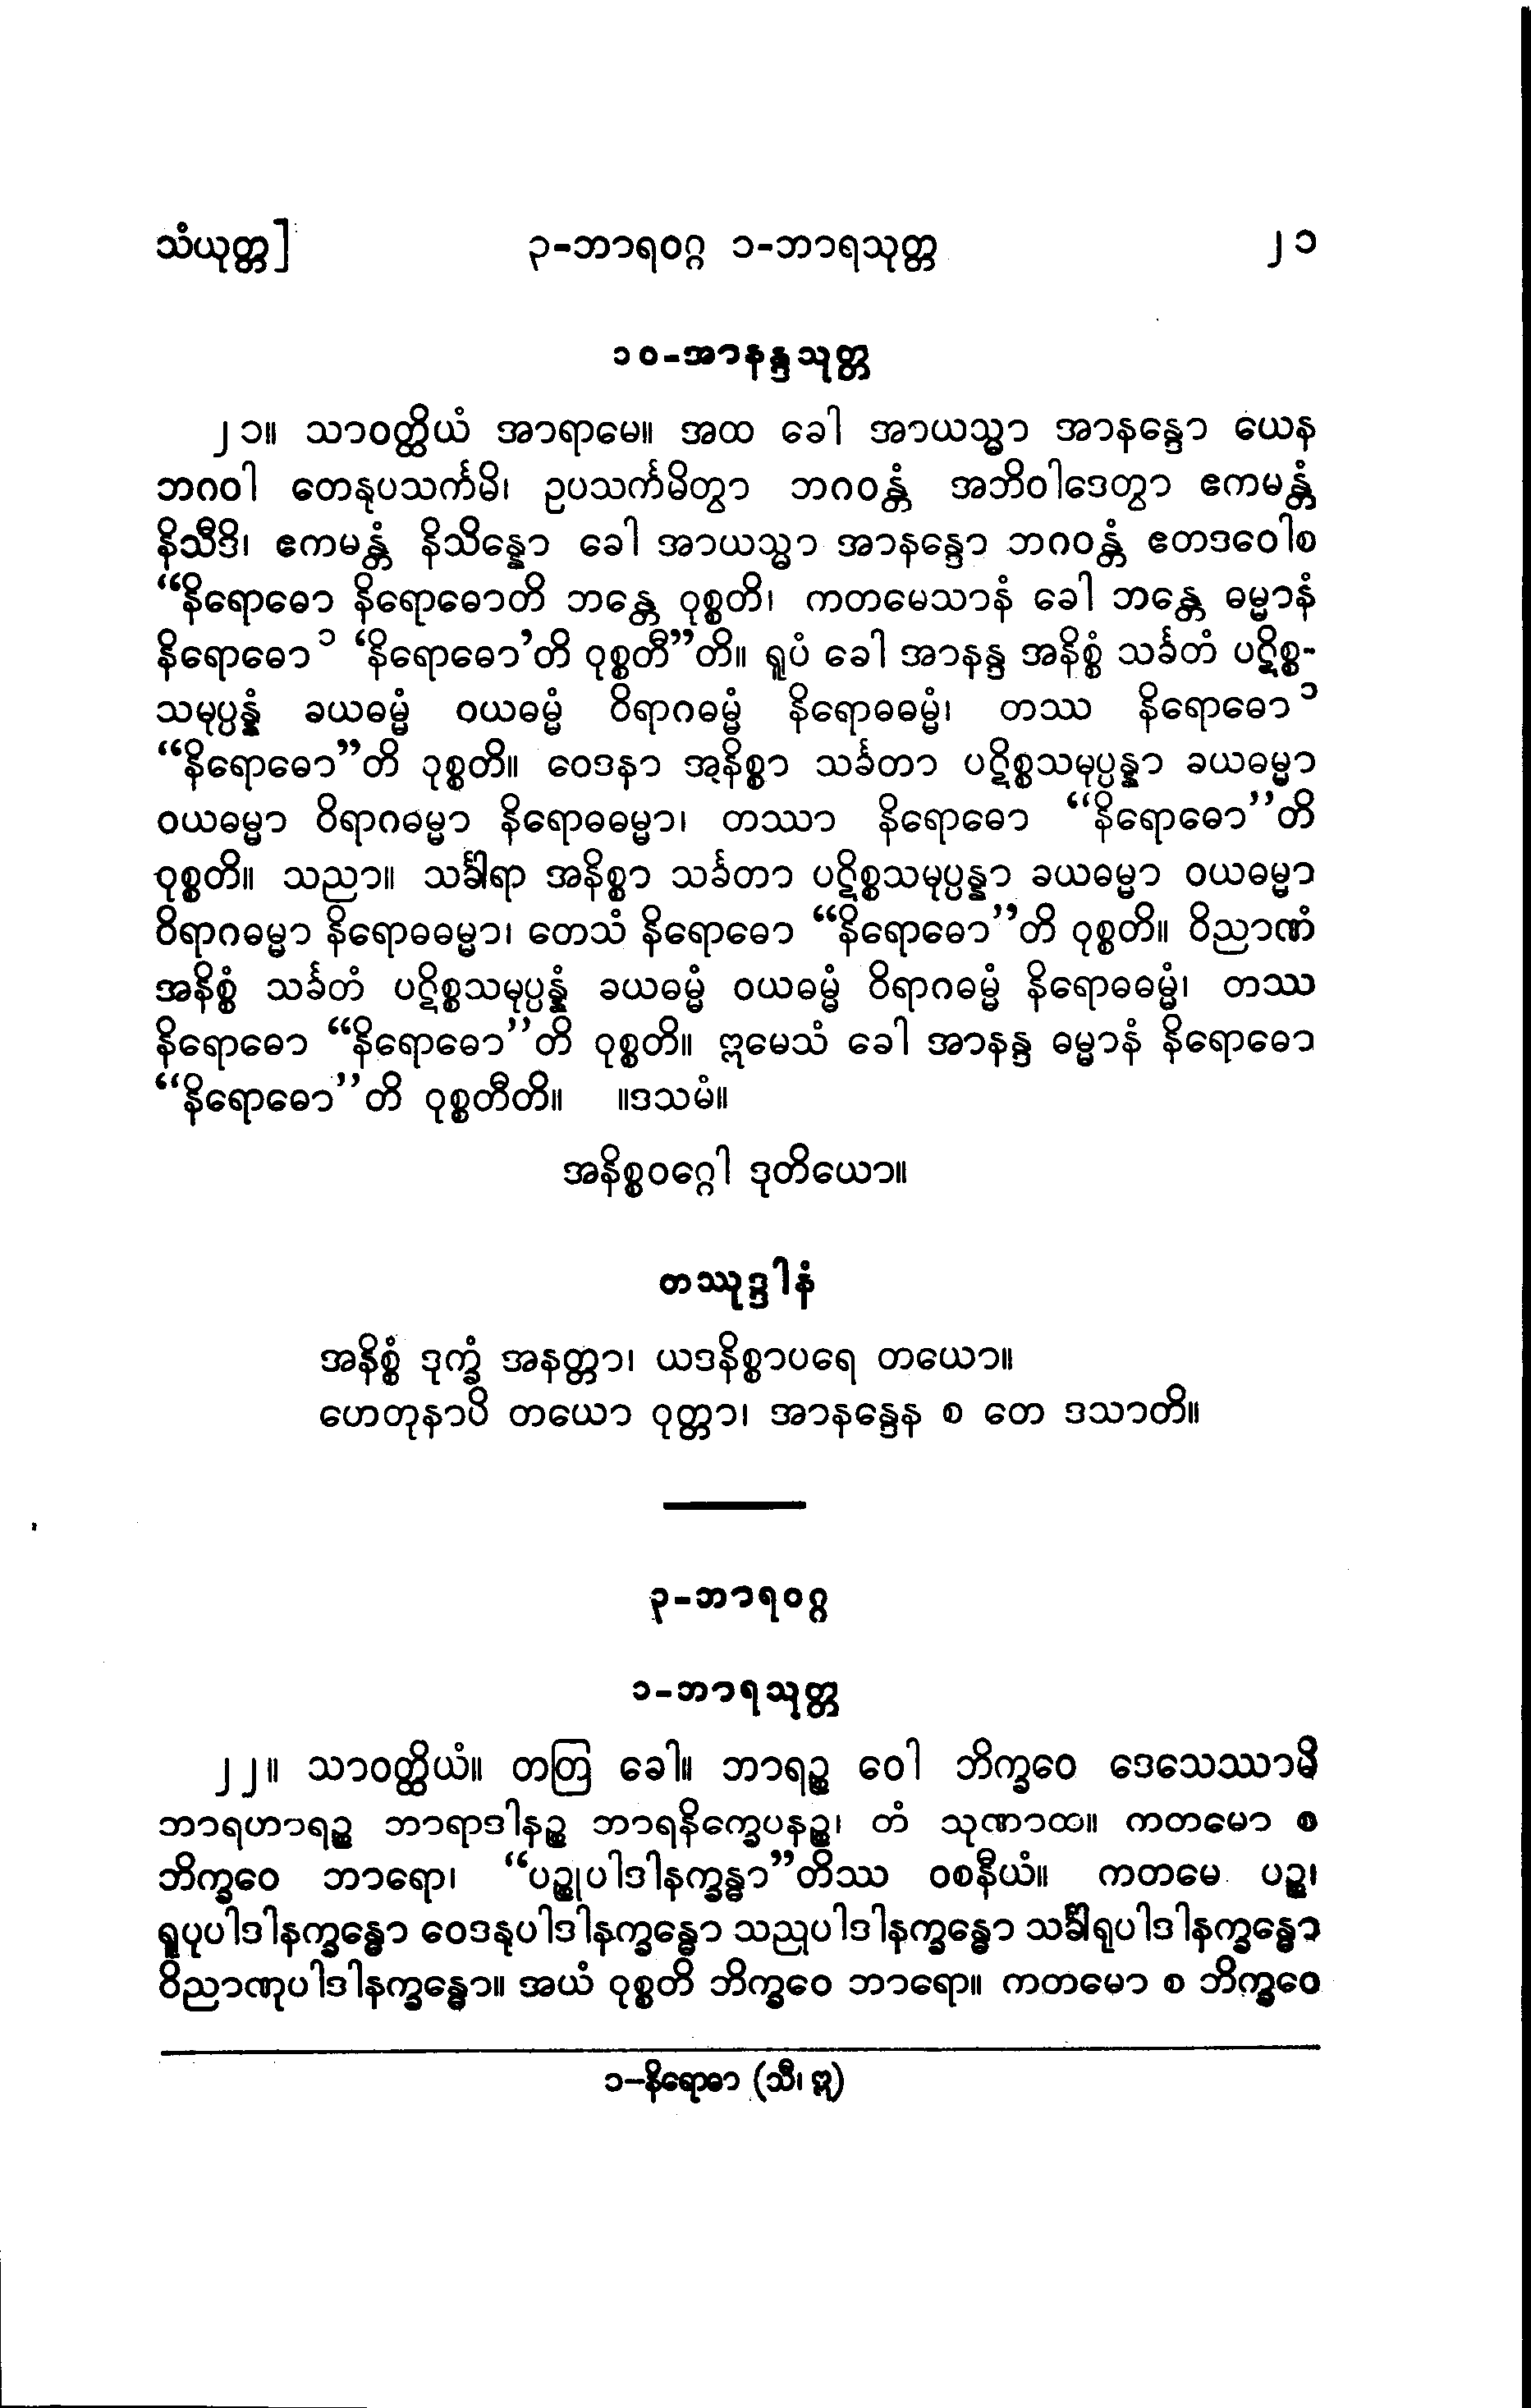 သံယုတ္တ] ၃-ဘာရဝဂ္ဂ ၁-ဘာရသုတ္တ ၂၁
၁၀-အာနန္ဒသုတ္တ
၂၁။ သာဝတ္ထိယံ အာရာမေ။ အထ ခေါ အာယသ္မာ အာနန္ဒော ယေန
ဘဂဝါ တေနုပသင်္ကမိ၊ ဥပသင်္ကမိတွာ ဘဂဝန္တံ အဘိဝါဒေတွာ ဧကမန္တံ
နိသီဒိ၊ ဧကမန္တံ နိသိန္နော ခေါ အာယသ္မာ အာနန္ဒော ဘဂဝန္တံ ဧတဒဝေါစ
“နိရောဓော နိရောဓောတိ ဘန္တေ ဝုစ္စတိ၊ ကတမေသာနံ ခေါ ဘန္တေ ဓမ္မာနံ
နိရောဓော၁ ‘နိရောဓော’တိ ဝုစ္စတီ”တိ။ ရူပံ ခေါ အာနန္ဒ အနိစ္စံ သင်္ခတံ ပဋိစ္စ-
သမုပ္ပန္နံ ခယဓမ္မံ ဝယဓမ္မံ ဝိရာဂဓမ္မံ နိရောဓဓမ္မံ၊ တဿ နိရောဓော၁
“နိရောဓော”တိ ဝုစ္စတိ။ ဝေဒနာ အနိစ္စာ သင်္ခတာ ပဋိစ္စသမုပ္ပန္နာ ခယဓမ္မာ
ဝယဓမ္မာ ဝိရာဂဓမ္မာ နိရောဓဓမ္မာ၊ တဿာ နိရောဓော “နိရောဓော”တိ
ဝုစ္စတိ။ သညာ။ သင်္ခါရာ အနိစ္စာ သင်္ခတာ ပဋိစ္စသမုပ္ပန္နာ ခယဓမ္မာ ဝယဓမ္မာ
ဝိရာဂဓမ္မာ နိရောဓဓမ္မာ၊ တေသံ နိရောဓော “နိရောဓော”တိ ဝုစ္စတိ။ ဝိညာဏံ
အနိစ္စံ သင်္ခတံ ပဋိစ္စသမုပ္ပန္နံ ခယဓမ္မံ ဝယဓမ္မံ ဝိရာဂဓမ္မံ နိရောဓဓမ္မံ၊ တဿ
နိရောဓော “နိရောဓော”တိ ဝုစ္စတိ။ ဣမေသံ ခေါ အာနန္ဒ ဓမ္မာနံ နိရောဓော
“နိရောဓော”တိ ဝုစ္စတီတိ။ ။ဒသမံ။
အနိစ္စဝဂ္ဂေါ ဒုတိယော။
တဿုဒ္ဒါနံ
အနိစ္စံ ဒုက္ခံ အနတ္တာ၊ ယဒနိစ္စာပရေ တယော။
ဟေတုနာပိ တယော ဝုတ္တာ၊ အာနန္ဒေန စ တေ ဒသာတိ။
၃-ဘာရဝဂ္ဂ
၁-ဘာရသုတ္တ
၂၂။ သာဝတ္ထိယံ။ တတြ ခေါ။ ဘာရဉ္စ ဝေါ ဘိက္ခဝေ ဒေသေဿာမိ
ဘာရဟာရဉ္စ ဘာရာဒါနဉ္စ ဘာရနိက္ခေပနဉ္စ၊ တံ သုဏာထ။ ကတမော စ
ဘိက္ခဝေ ဘာရော၊ “ပဉ္စုပါဒါနက္ခန္ဓာ”တိဿ ဝစနီယံ။ ကတမေ ပဉ္စ၊
ရူပုပါဒါနက္ခန္ဓော ဝေဒနုပါဒါနက္ခန္ဓော သညုပါဒါနက္ခန္ဓော သင်္ခါရုပါဒါနက္ခန္ဓော
ဝိညာဏုပါဒါနက္ခန္ဓော။ အယံ ဝုစ္စတိ ဘိက္ခဝေ ဘာရော။ ကတမော စ ဘိက္ခဝေ
၁-နိရောဓာ (သီ၊ ဣ)